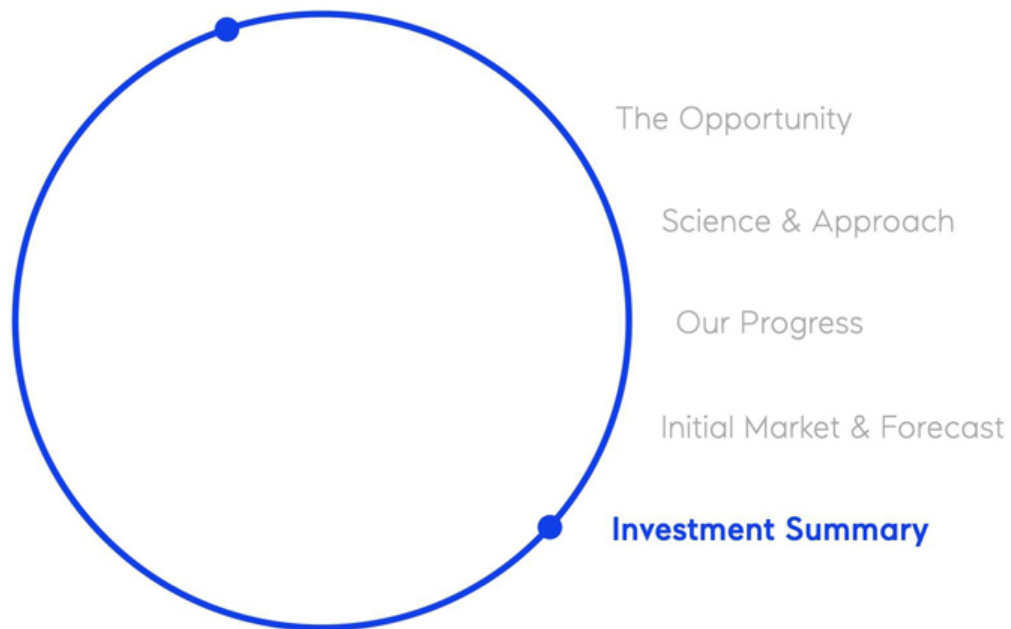 The Opportunity
Science & Approach
Our Progress
Initial Market & Forecast
Investment Summary